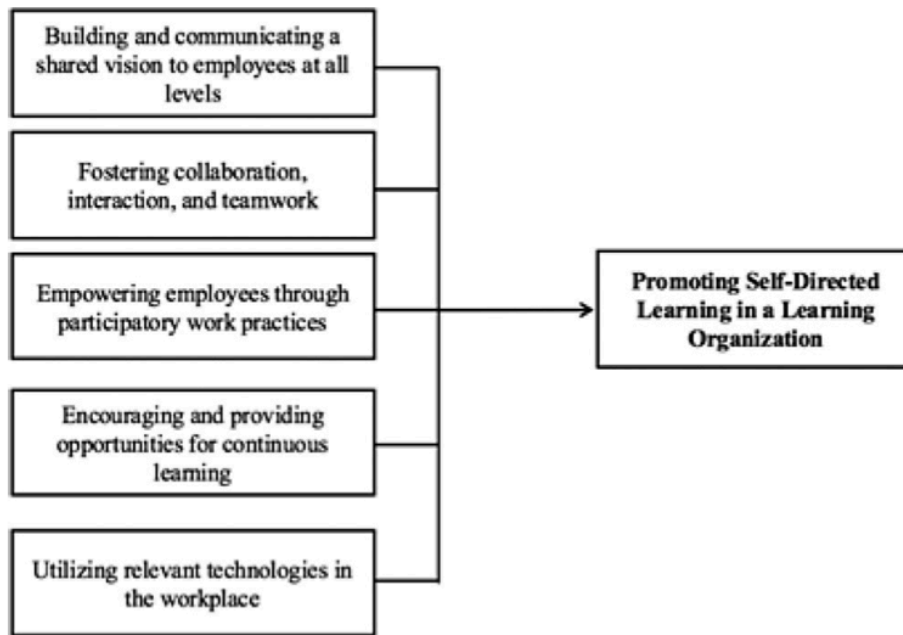 Building and communicating a
shared vision to employees at all
levels
Fostering collaboration,
interaction, and teamwork
Empowering employees through
participatory work practices
Encouraging and providing
opportunities for continuous
learning
Utilizing relevant technologies in
the workplace
Promoting Self-Directed
Learning in a Learning
Organization